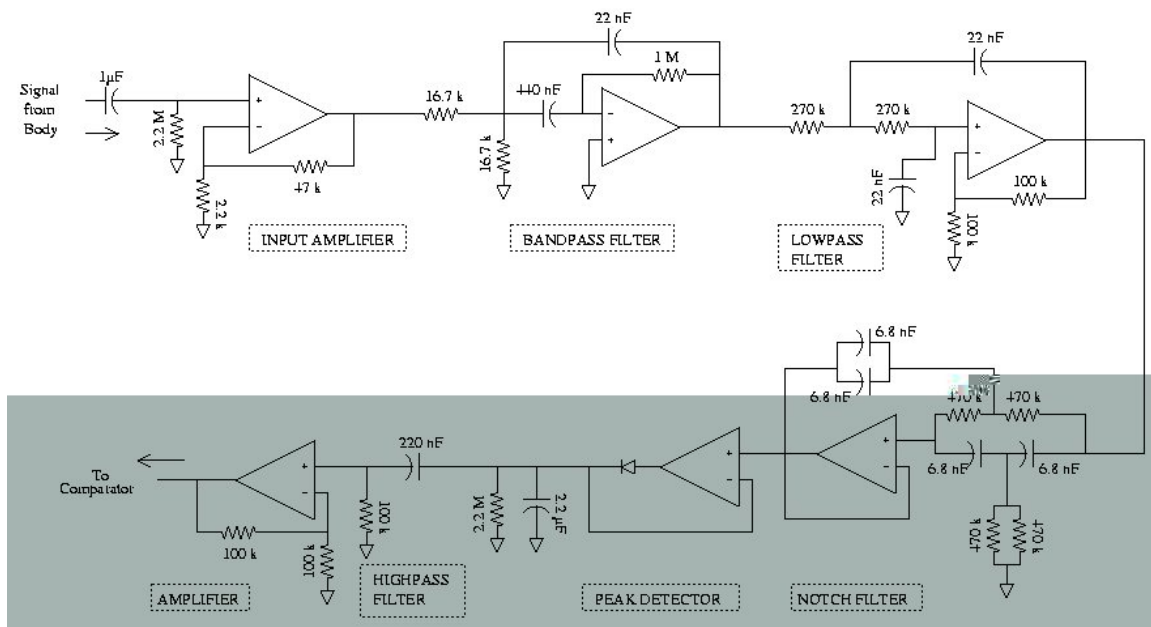 Signal
from
Body
1µF
2.2 M
2.2 k
47 k
INPUT AMPLIFIER
16.7 k
16.7 k
440 nF
22 nF
1 M
BANDPASS FILTER
270 k
270 k
22 nF
22 nF
100 k
100 k
LOWPASS
FILTER
6.8 nF
6.8 nF
470 k
470 k
6.8 nF
6.8 nF
470 k
470 k
NOTCH FILTER
PEAK DETECTOR
2.2 µF
2.2 M
220 nF
100 k
HIGHPASS
FILTER
100 k
100 k
AMPLIFIER
To
Comparator